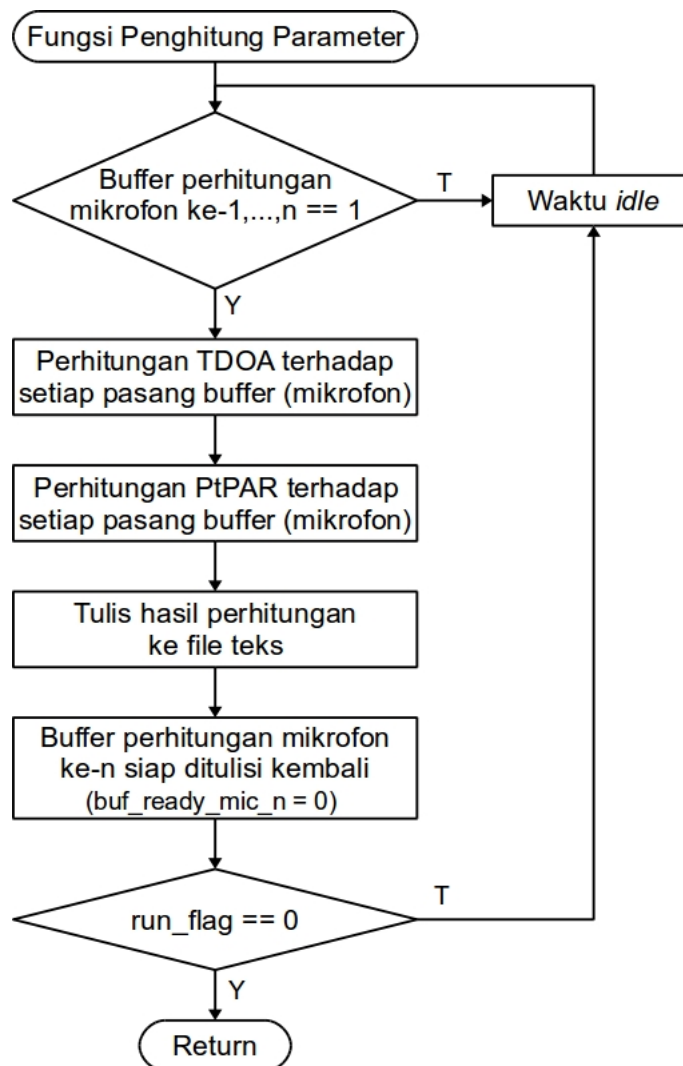 Fungsi Penghitung Parameter
Buffer perhitungan
mikrofon ke-1,...,n == 1
T
Waktu idle
Y
Perhitungan TDOA terhadap
setiap pasang buffer (mikrofon)
Perhitungan PtPAR terhadap
setiap pasang buffer (mikrofon)
Tulis hasil perhitungan
ke file teks
Buffer perhitungan mikrofon
ke-n siap ditulisi kembali
(buf_ready_mic_n = 0)
run_flag == 0
T
Y
Return